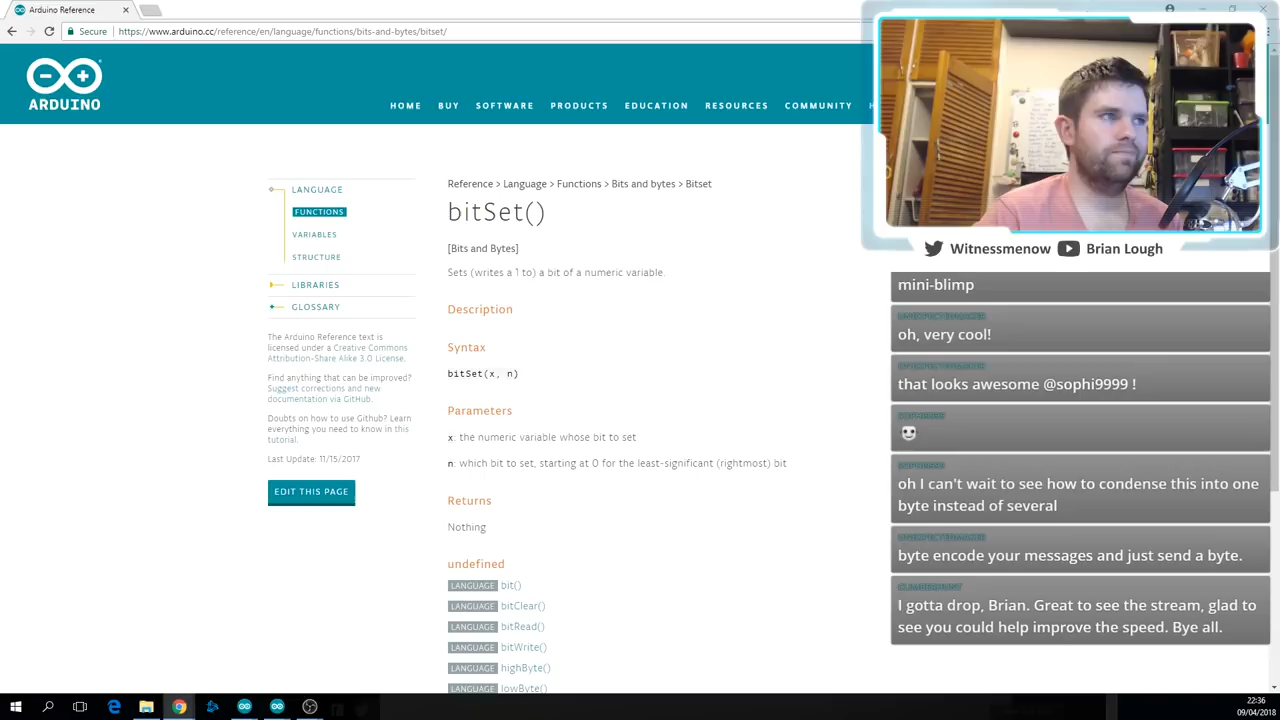 Arduino Reference
Secure
https://www.arduino.cc/reference/en/language/functions/bits-and-bytes/bitset/
ARDUINO
HOME
BUY
SOFTWARE
PRODUCTS
EDUCATION
RESOURCES
COMMUNITY
LANGUAGE
FUNCTIONS
VARIABLES
STRUCTURE
LIBRARIES
GLOSSARY
The Arduino Reference text is
licensed under a Creative Commons
Attribution-Share Alike 3.0 License.
Find anything that can be improved?
Suggest corrections and new
documentation via GitHub.
Doubts on how to use Github? Learn
everything you need to know in this
tutorial.
Last Update: 11/15/2017
EDIT THIS PAGE
Reference > Language > Functions > Bits and bytes > Bitset
bitSet()
[Bits and Bytes]
Sets (writes a 1 to) a bit of a numeric variable.
Description
Syntax
bitSet(x, n)
Parameters
x: the numeric variable whose bit to set
n: which bit to set, starting at 0 for the least-significant (rightmost) bit
Returns
Nothing
undefined
LANGUAGE bit()
LANGUAGE bitClear()
LANGUAGE bitRead()
LANGUAGE bitWrite()
LANGUAGE highByte()
LANGUAGE lowByte()
Witnessmenow
Brian Lough
mini-blimp
oh, very cool!
that looks awesome @sophi9999 !
oh I can't wait to see how to condense this into one
byte instead of several
byte encode your messages and just send a byte.
I gotta drop, Brian. Great to see the stream, glad to
see you could help improve the speed. Bye all.
22:36
09/04/2018